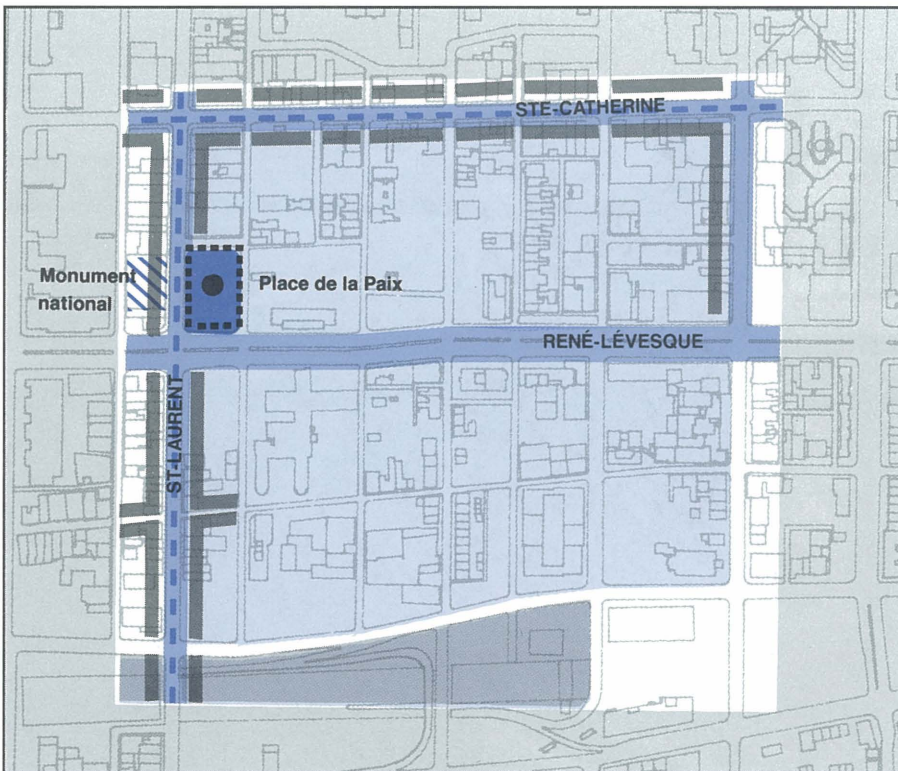 STE-CATHERINE
Monument
national
Place de la Paix
RENÉ-LÉVESQUE
ST-LAURENT